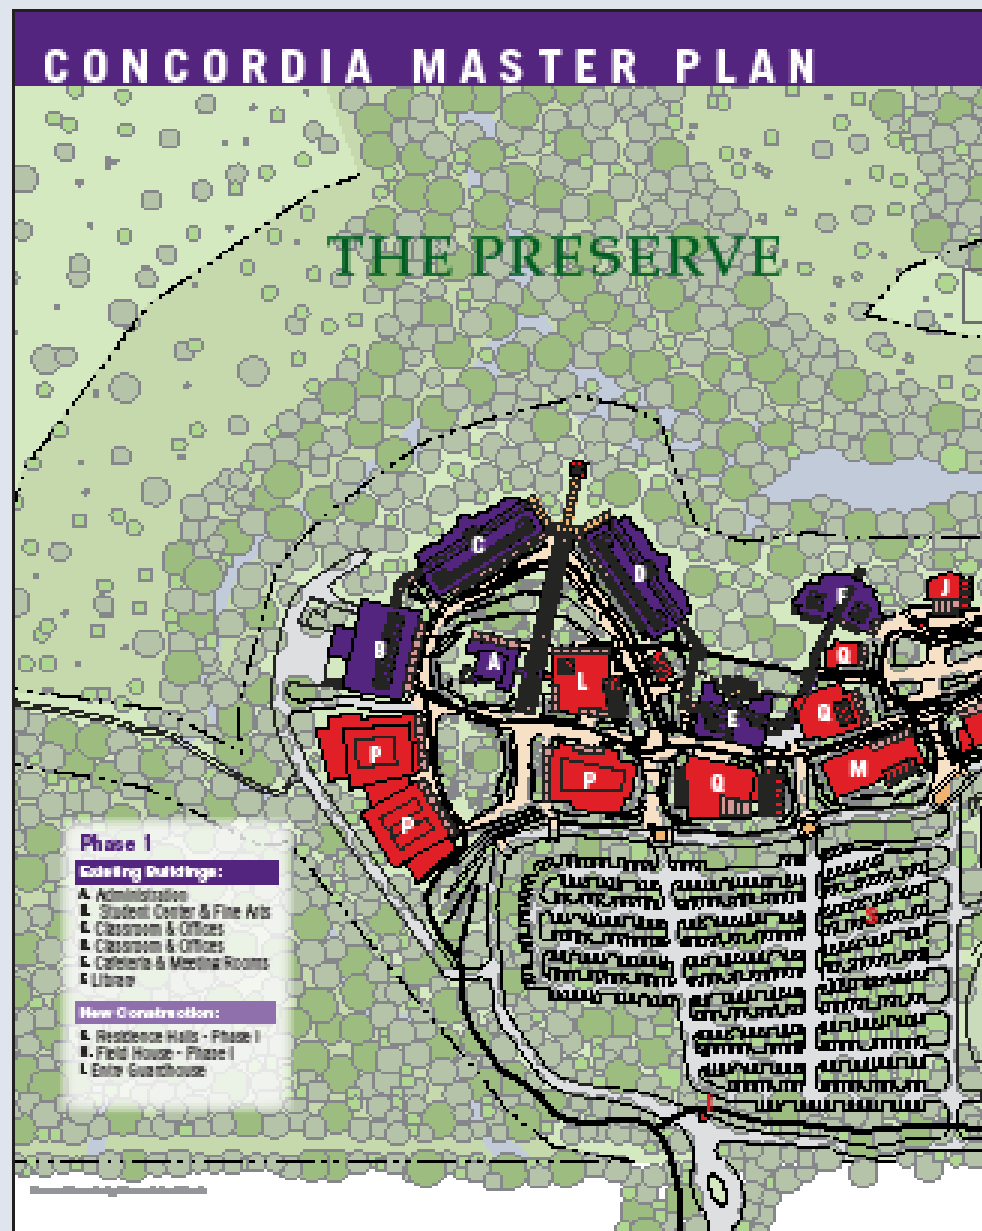 CONCORDIA MASTER PLAN
THE PRESERVE
C
D
F
J
B
A
Q
L
S
E
Q
P
P
Q
M
P
S
I
Phase 1
Existing Buildings:
A. Administration
B. Student Center & Fine Arts
Classroom & Offices
Classroom & Offices
E. Cafeteria & Meeting Rooms
F Library
New Construction:
Residence Halls - Phase I
Field House - Phase I
I. Entry Guardhouse